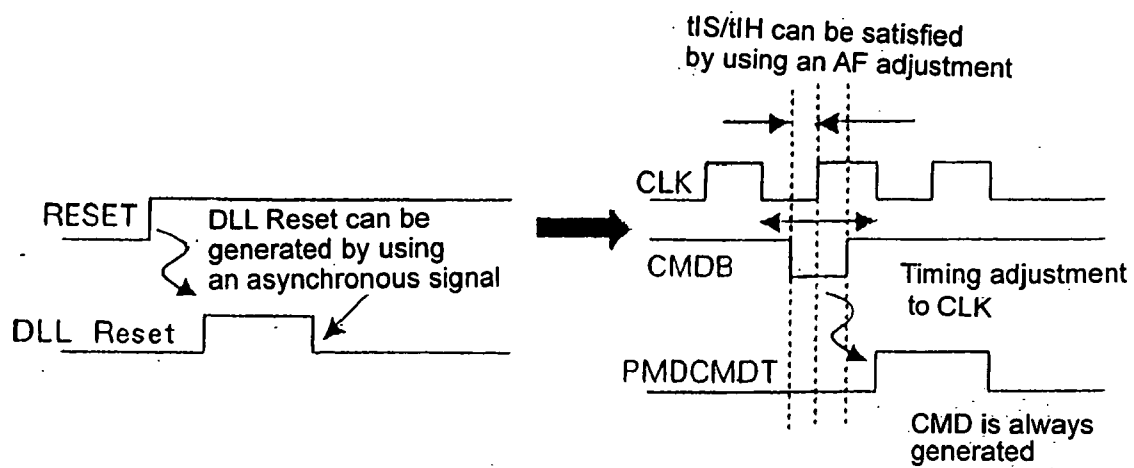 RESET
DLL Reset can be
generated by using
an asynchronous signal
DLL Reset
tIS/tIH can be satisfied
by using an AF adjustment
CLK
CMDB
Timing adjustment
to CLK
PMDCMDT
CMD is always
generated